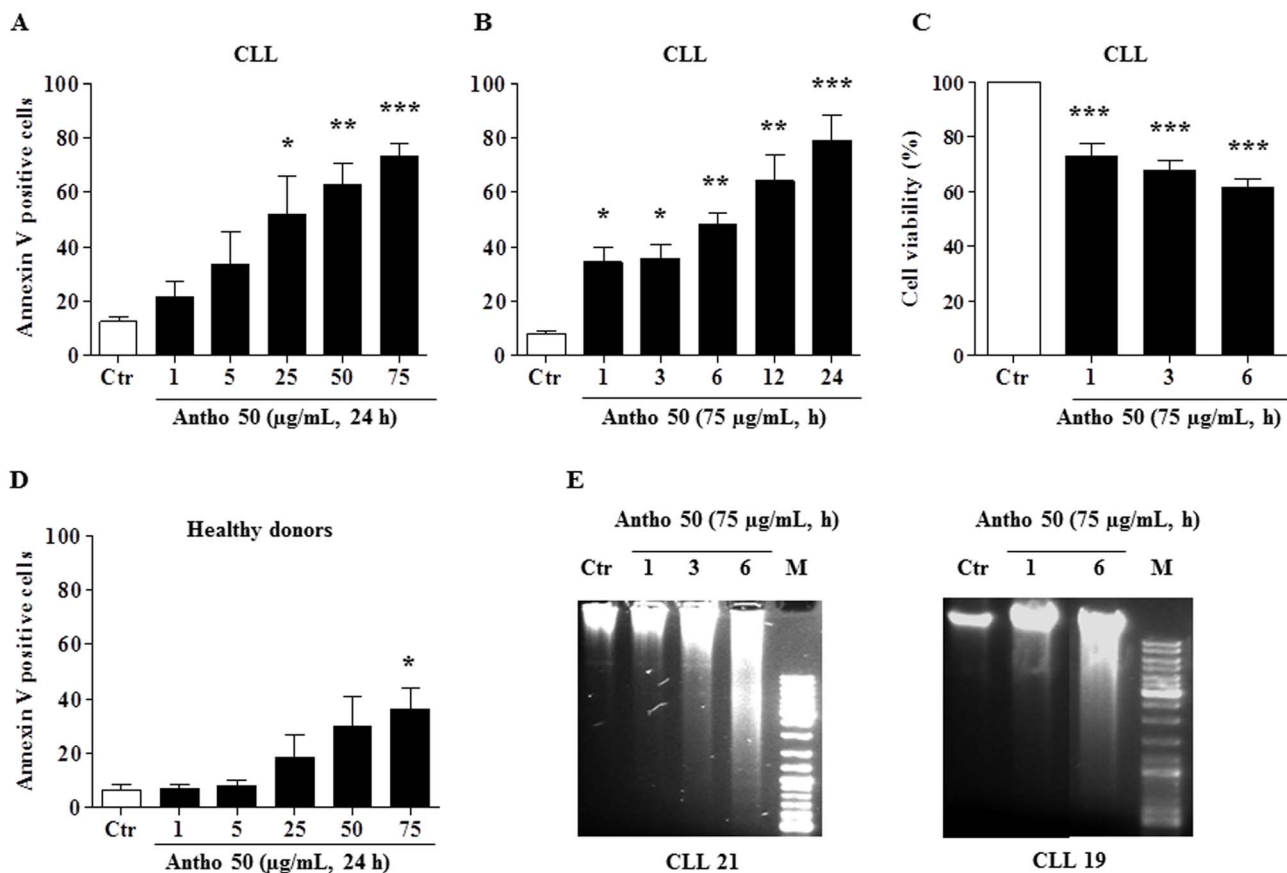 A
CLL
Annexin V positive cells
100
80
60
40
20
0
*
**
***
Ctr 1 5 25 50 75
Antho 50 (µg/mL, 24 h)
B
CLL
100
80
60
40
20
0
*
*
**
**
***
Ctr 1 3 6 12 24
Antho 50 (75 µg/mL, h)
C
CLL
Cell viability (%)
100
80
60
40
20
0
***
***
***
Ctr 1 3 6
Antho 50 (75 µg/mL, h)
D
Healthy donors
Annexin V positive cells
100
80
60
40
20
0
*
Ctr 1 5 25 50 75
Antho 50 (µg/mL, 24 h)
E
Antho 50 (75 µg/mL, h)
Ctr 1 3 6 M
CLL 21
Antho 50 (75 µg/mL, h)
Ctr 1 6 M
CLL 19